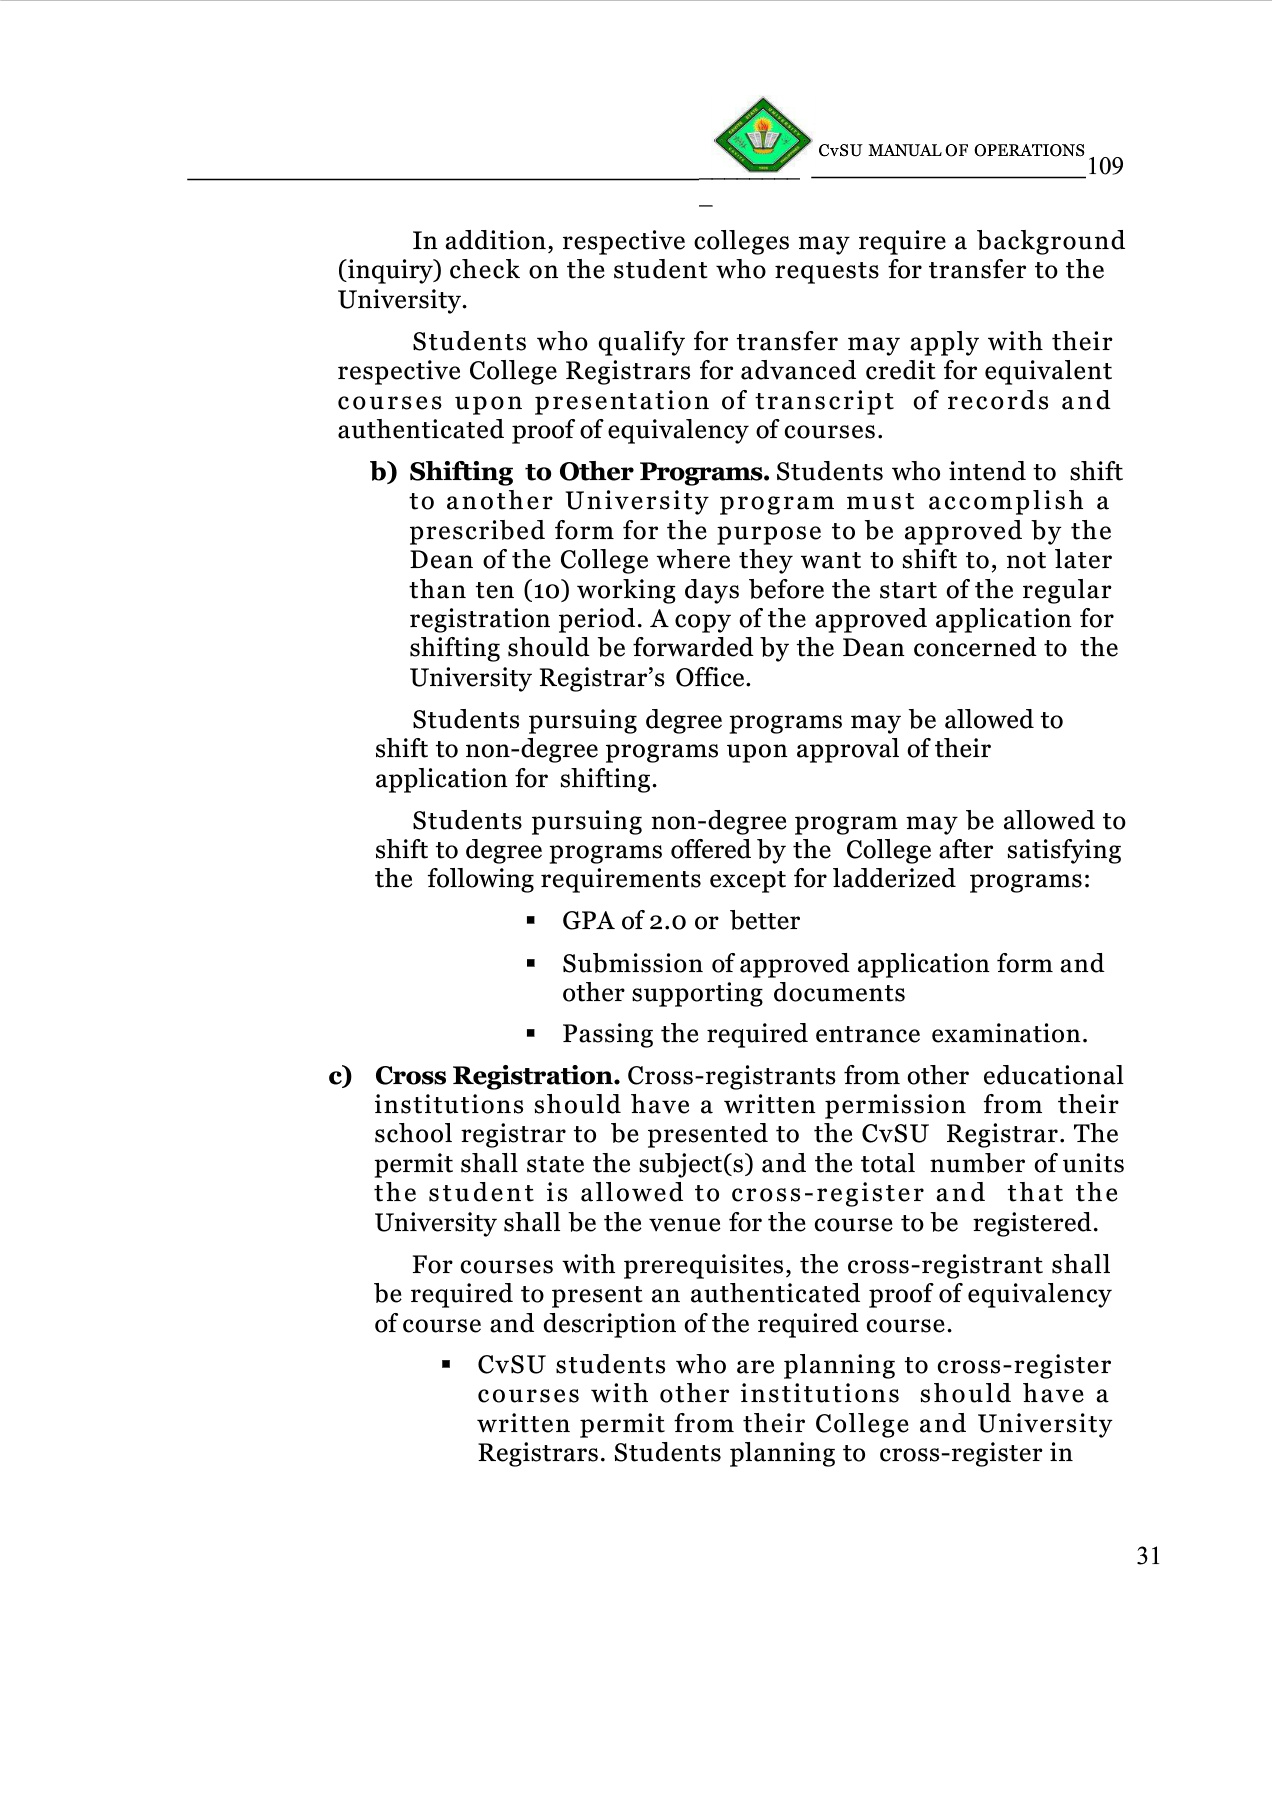 CvSU MANUAL OF OPERATIONS
109
In addition, respective colleges may require a background
(inquiry) check on the student who requests for transfer to the
University.
Students who qualify for transfer may apply with their
respective College Registrars for advanced credit for equivalent
courses upon presentation of transcript of records and
authenticated proof of equivalency of courses.
b) Shifting to Other Programs. Students who intend to shift
to another University program must accomplish a
prescribed form for the purpose to be approved by the
Dean of the College where they want to shift to, not later
than ten (10) working days before the start of the regular
registration period. A copy of the approved application for
shifting should be forwarded by the Dean concerned to the
University Registrar’s Office.
Students pursuing degree programs may be allowed to
shift to non-degree programs upon approval of their
application for shifting.
Students pursuing non-degree program may be allowed to
shift to degree programs offered by the College after satisfying
the following requirements except for ladderized programs:
▪ GPA of 2.0 or better
▪ Submission of approved application form and
other supporting documents
▪ Passing the required entrance examination.
c) Cross Registration. Cross-registrants from other educational
institutions should have a written permission from their
school registrar to be presented to the CvSU Registrar. The
permit shall state the subject(s) and the total number of units
the student is allowed to cross-register and that the
University shall be the venue for the course to be registered.
For courses with prerequisites, the cross-registrant shall
be required to present an authenticated proof of equivalency
of course and description of the required course.
▪ CvSU students who are planning to cross-register
courses with other institutions should have a
written permit from their College and University
Registrars. Students planning to cross-register in
31